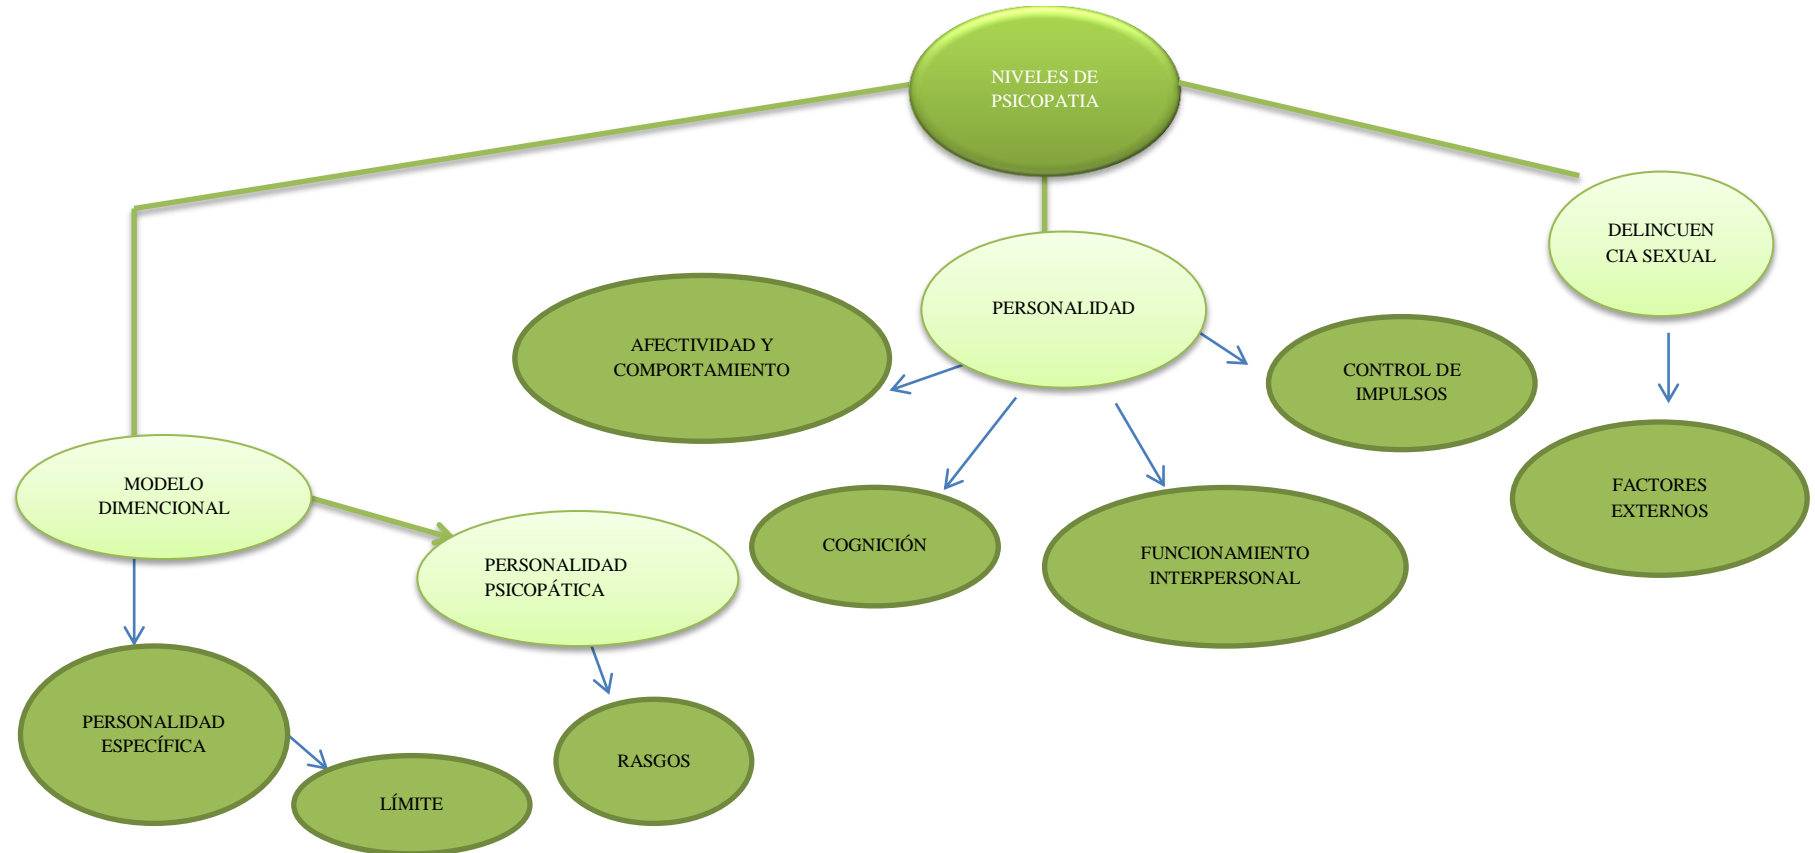 NIVELES DE
PSICOPATIA
DELINCUEN
CIA SEXUAL
PERSONALIDAD
AFECTIVIDAD Y
COMPORTAMIENTO
CONTROL DE
IMPULSOS
MODELO
DIMENCIONAL
FACTORES
EXTERNOS
COGNICIÓN
FUNCIONAMIENTO
INTERPERSONAL
PERSONALIDAD
PSICOPÁTICA
PERSONALIDAD
ESPECÍFICA
RASGOS
LÍMITE